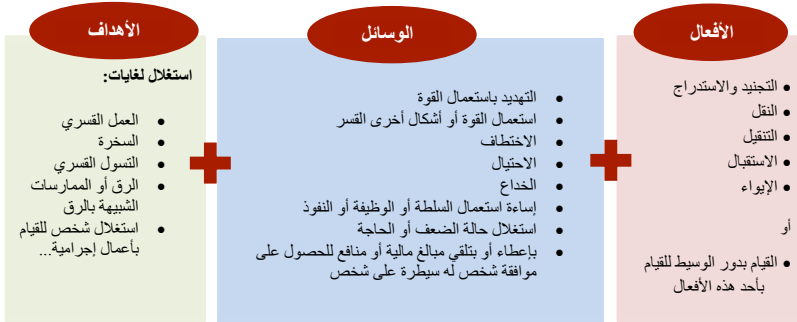 الأفعال
• التجنيد والاستدراج
• النقل
• التنقيل
• الاستقبال
• الإيواء
أو
• القيام بدور الوسيط للقيام
بأحد هذه الأفعال
الوسائل
• التهديد باستعمال القوة
• استعمال القوة أو أشكال أخرى القسر
• الاختطاف
• الاحتيال
• الخداع
• إساءة استعمال السلطة أو الوظيفة أو النفوذ
• استغلال حالة الضعف أو الحاجة
• بإعطاء أو بتلقي مبالغ مالية أو منافع للحصول على
موافقة شخص له سيطرة على شخص
الأهداف
استغلال لغايات:
• العمل القسري
• السخرة
• التسول القسري
• الرق أو الممارسات
الشبيهة بالرق
• استغلال شخص للقيام
بأعمال إجرامية...